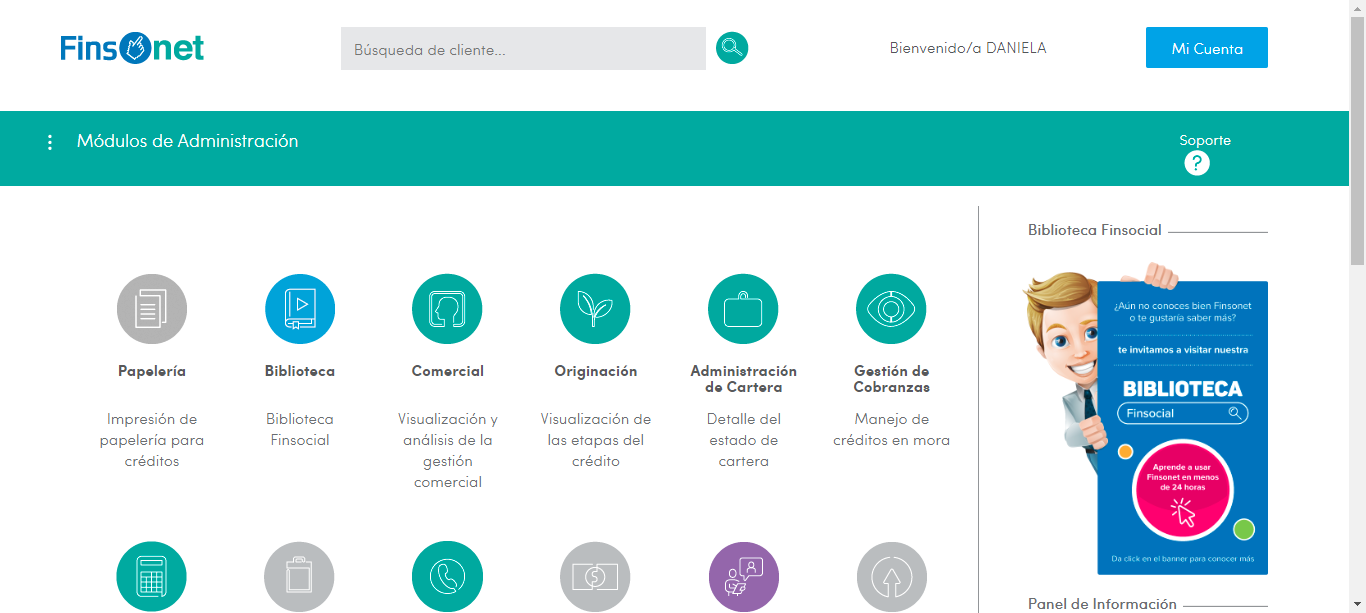 Finsonet
Búsqueda de cliente...
Bienvenido/a DANIELA
Mi Cuenta
Módulos de Administración
Soporte
?
Papelería
Impresión de
papelería para
créditos
Biblioteca
Biblioteca
Finsocial
Comercial
Visualización y
análisis de la
gestión
comercial
Originación
Visualización de
las etapas del
crédito
Administración
de Cartera
Detalle del
estado de
cartera
Gestión de
Cobranzas
Manejo de
créditos en mora
Biblioteca Finsocial
¿Aún no conoces bien Finsonet
o te gustaría saber más?
te invitamos a visitar nuestra
BIBLIOTECA
Finsocial
Aprende a usar
Finsonet en menos
de 24 horas
Da click en el banner para conocer más
Panel de Información